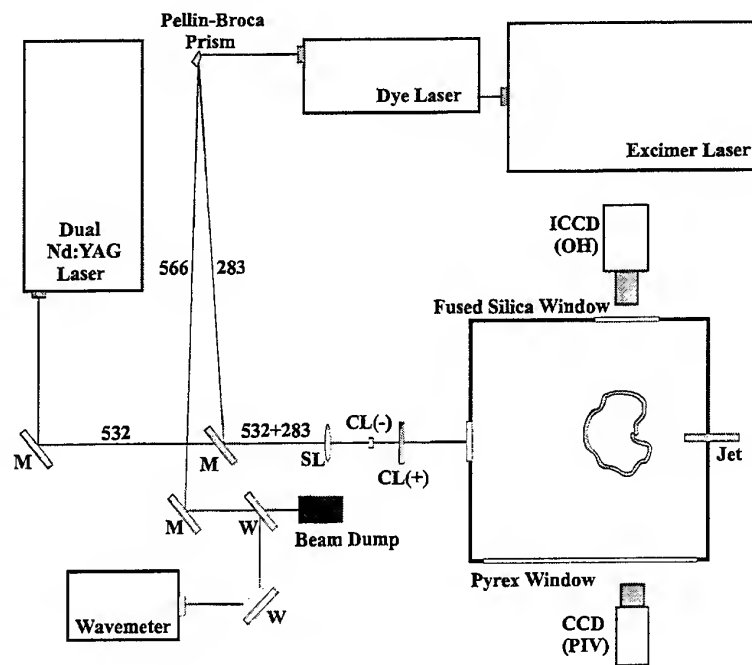 Pellin-Broca
Prism
Dye Laser
Excimer Laser
Dual
Nd:YAG
Laser
566
283
ICCD
(OH)
Fused Silica Window
532
532+283
CL(-)
M
M
SL
CL(+)
Jet
M
W
Beam Dump
Pyrex Window
Wavemeter
W
CCD
(PIV)